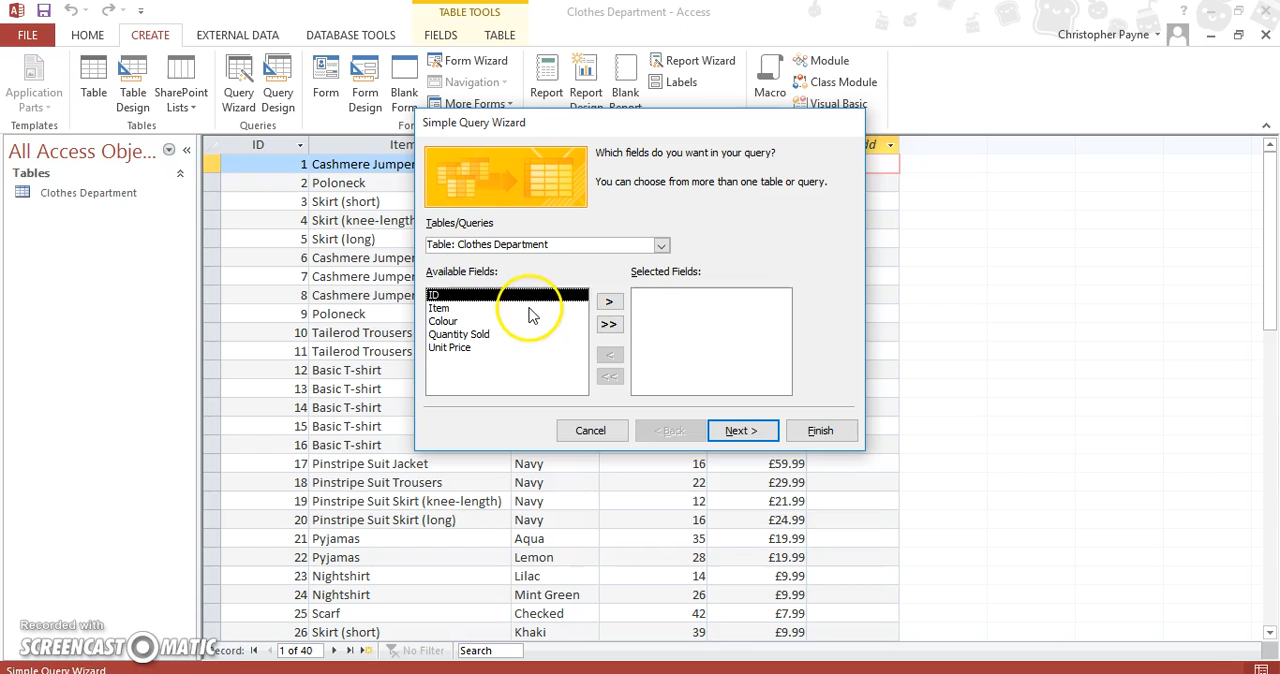 TABLE TOOLS
Clothes Department - Access
?
FILE
HOME
CREATE
EXTERNAL DATA
DATABASE TOOLS
FIELDS
TABLE
Christopher Payne
Application Parts
Table
Table Design
SharePoint Lists
Query Wizard
Query Design
Form
Form Design
Blank
Form Wizard
Navigation
More Forms
Report
Report
Blank
Report Wizard
Labels
Macro
Module
Class Module
Visual Basic
Templates
Tables
Queries
All Access Obje...
Tables
Clothes Department
ID
Simple Query Wizard
Which fields do you want in your query?
You can choose from more than one table or query.
Tables/Queries
Table: Clothes Department
Available Fields:
Selected Fields:
ID
Item
Colour
Quantity Sold
Unit Price
>
>>
<
<<
Cancel
< Back
Next >
Finish
1 Cashmere Jumper
2 Poloneck
3 Skirt (short)
4 Skirt (knee-length)
5 Skirt (long)
6 Cashmere Jumper
7 Cashmere Jumper
8 Cashmere Jumper
9 Poloneck
10 Tailerod Trousers
11 Tailerod Trousers
12 Basic T-shirt
13 Basic T-shirt
14 Basic T-shirt
15 Basic T-shirt
16 Basic T-shirt
17 Pinstripe Suit Jacket Navy 16 £59.99
18 Pinstripe Suit Trousers Navy 22 £29.99
19 Pinstripe Suit Skirt (knee-length) Navy 12 £21.99
20 Pinstripe Suit Skirt (long) Navy 16 £24.99
21 Pyjamas Aqua 35 £19.99
22 Pyjamas Lemon 28 £19.99
23 Nightshirt Lilac 14 £9.99
24 Nightshirt Mint Green 26 £9.99
25 Scarf Checked 42 £7.99
26 Skirt (short) Khaki 39 £9.99
Recorded with
SCREENCAST MATIC
Record: 1 of 40 No Filter Search
Simple Query Wizard